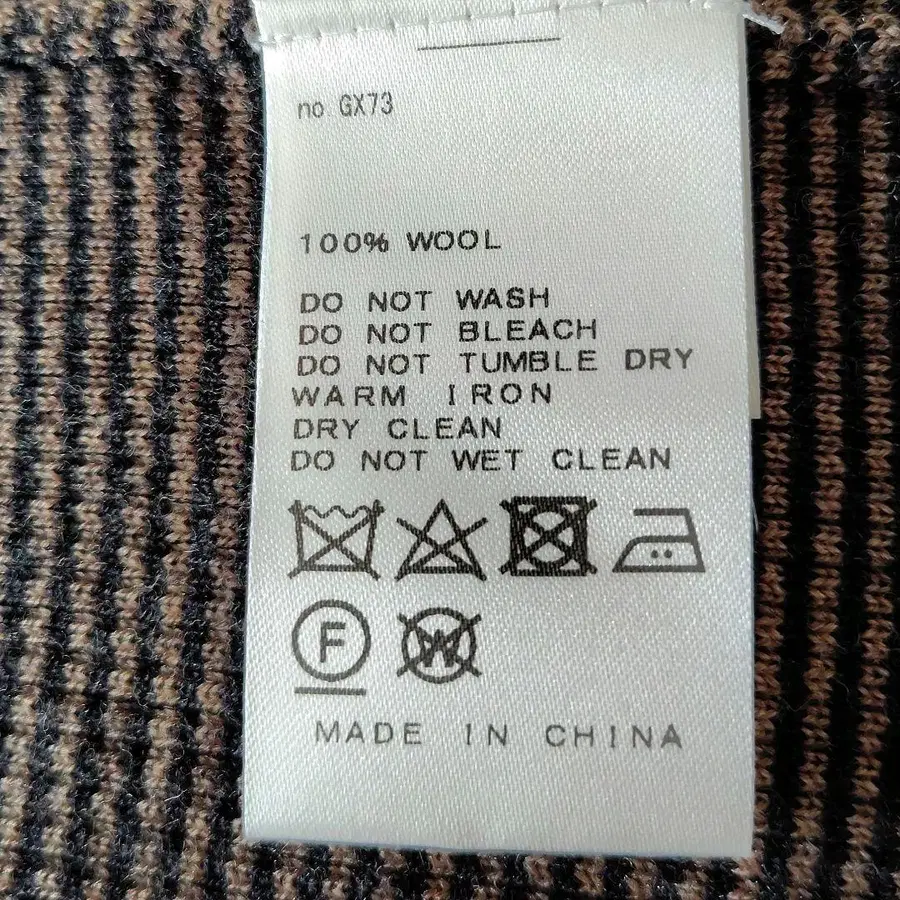 no GX73
100% WOOL
DO NOT WASH
DO NOT BLEACH
DO NOT TUMBLE DRY
WARM IRON
DRY CLEAN
DO NOT WET CLEAN
F W
MADE IN CHINA